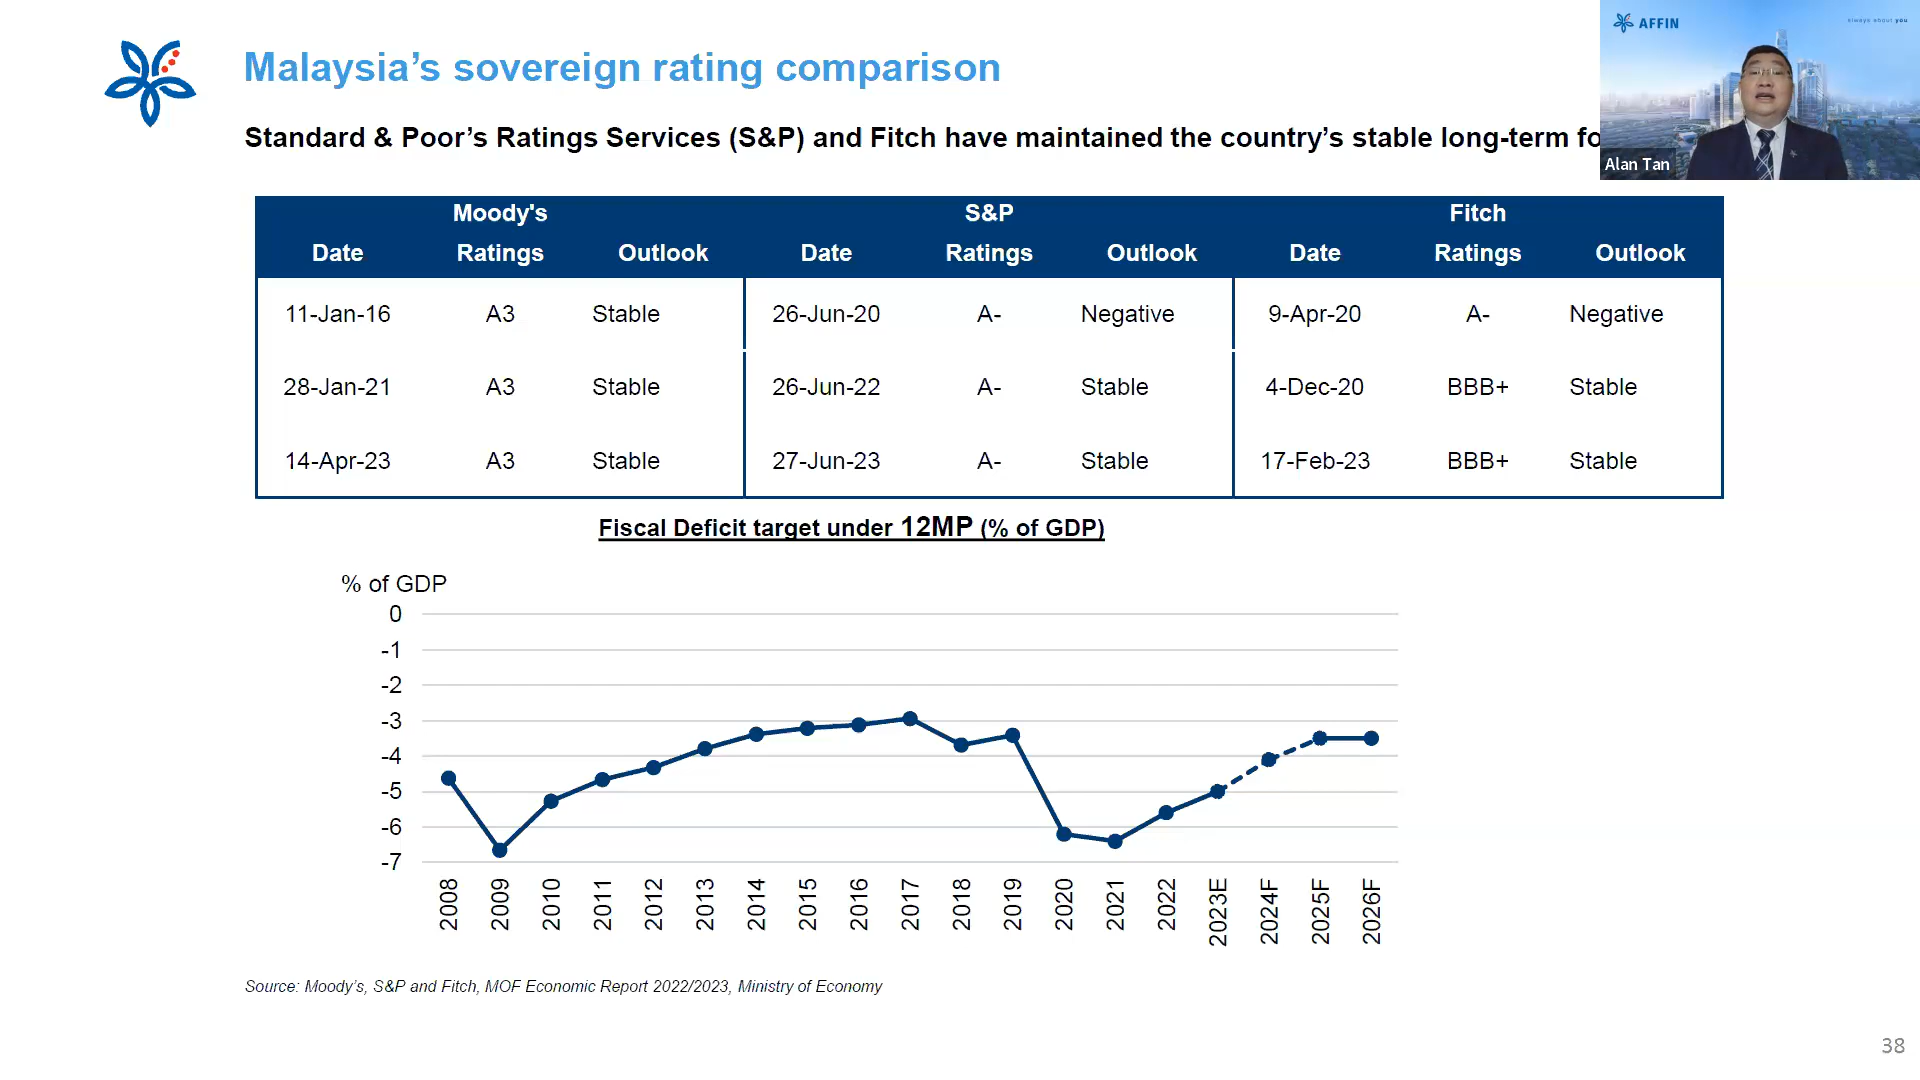 Malaysia’s sovereign rating comparison
AFFIN
always about you
Standard & Poor’s Ratings Services (S&P) and Fitch have maintained the country’s stable long-term fo
Alan Tan
Moody's S&P Fitch
Date Ratings Outlook Date Ratings Outlook Date Ratings Outlook
11-Jan-16 A3 Stable 26-Jun-20 A- Negative 9-Apr-20 A- Negative
28-Jan-21 A3 Stable 26-Jun-22 A- Stable 4-Dec-20 BBB+ Stable
14-Apr-23 A3 Stable 27-Jun-23 A- Stable 17-Feb-23 BBB+ Stable
Fiscal Deficit target under 12MP (% of GDP)
% of GDP
0
-1
-2
-3
-4
-5
-6
-7
2008 2009 2010 2011 2012 2013 2014 2015 2016 2017 2018 2019 2020 2021 2022 2023E 2024F 2025F 2026F
Source: Moody’s, S&P and Fitch, MOF Economic Report 2022/2023, Ministry of Economy
38